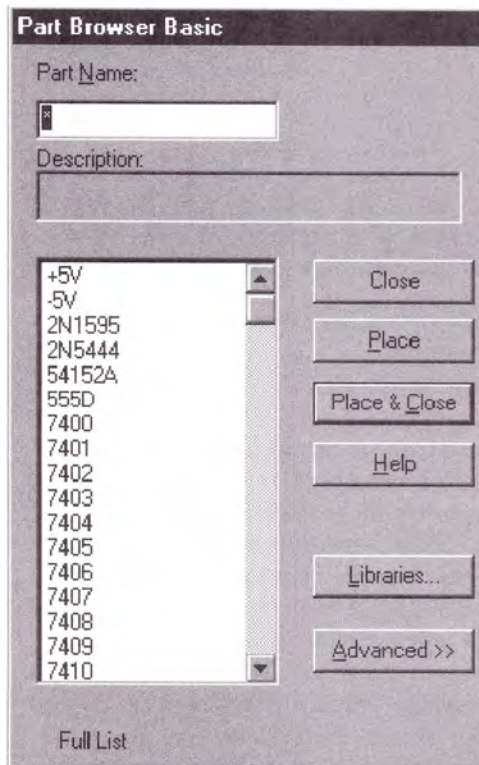 Part Browser Basic
Part Name:
*
Description:
+5V
-5V
2N1595
2N5444
54152A
555D
7400
7401
7402
7403
7404
7405
7406
7407
7408
7409
7410
Close
Place
Place & Close
Help
Libraries...
Advanced >>
Full List